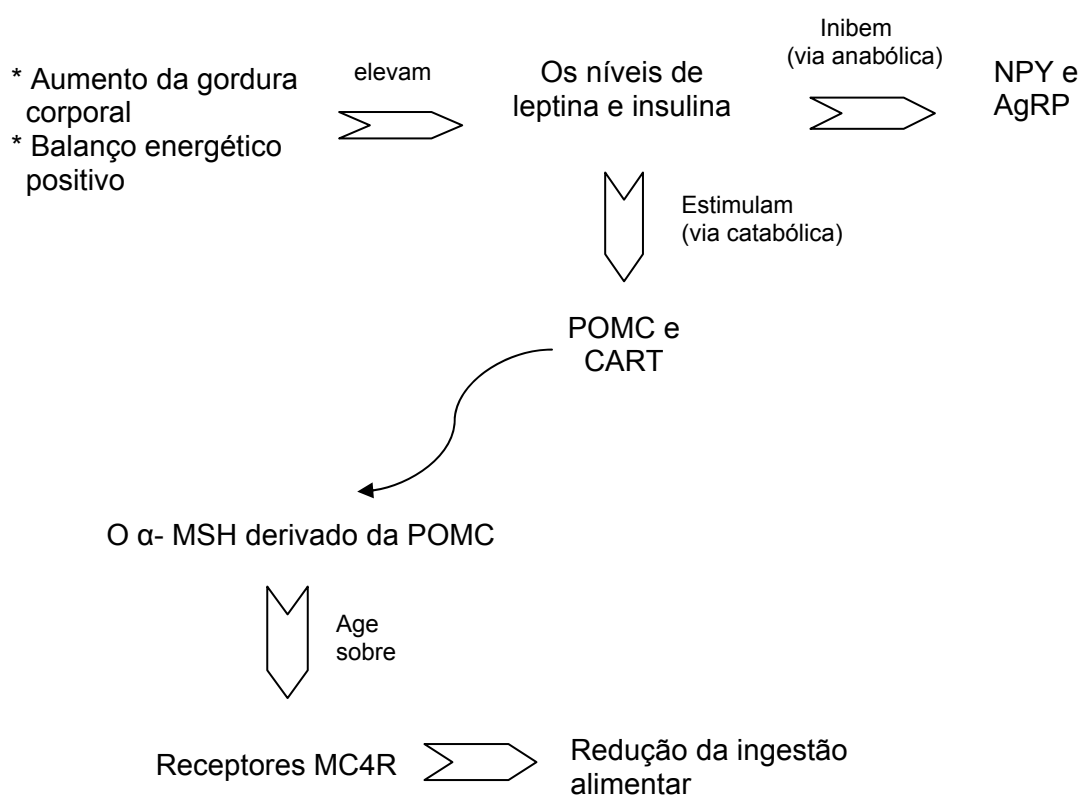 * Aumento da gordura
corporal
* Balanço energético
positivo
elevam
Os níveis de
leptina e insulina
Inibem
(via anabólica)
NPY e
AgRP
Estimulam
(via catabólica)
POMC e
CART
O α- MSH derivado da POMC
Age
sobre
Receptores MC4R
Redução da ingestão
alimentar